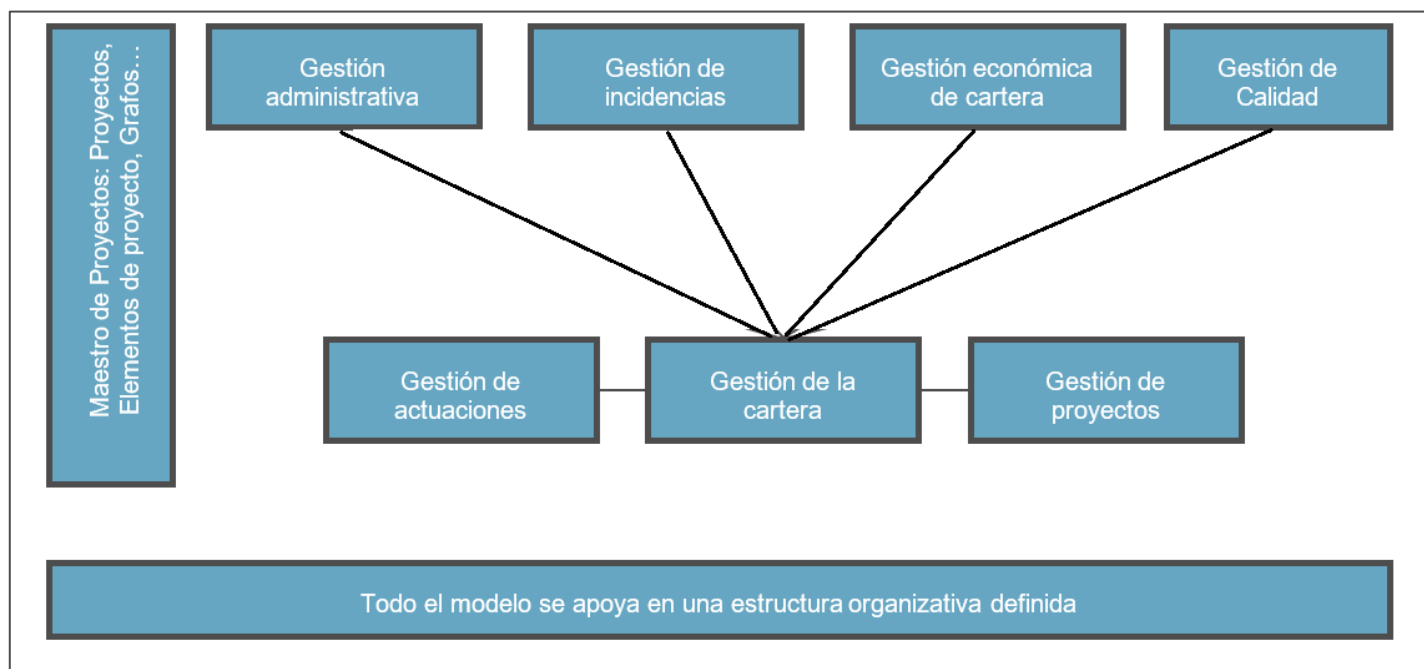 Maestro de Proyectos: Proyectos,
Elementos de proyecto, Grafos...
Gestión
administrativa
Gestión de
incidencias
Gestión económica
de cartera
Gestión de
Calidad
Gestión de
actuaciones
Gestión de la
cartera
Gestión de
proyectos
Todo el modelo se apoya en una estructura organizativa definida